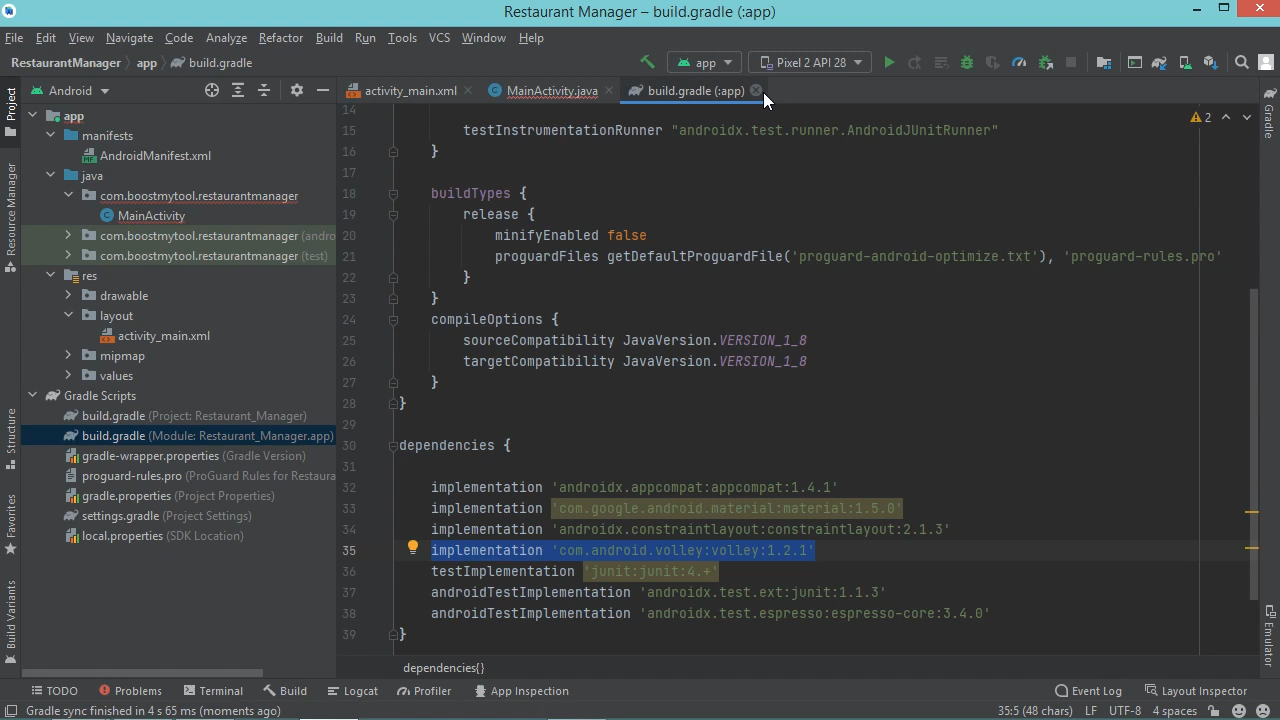 Restaurant Manager – build.gradle (:app)
File Edit View Navigate Code Analyze Refactor Build Run Tools VCS Window Help
RestaurantManager app build.gradle
app Pixel 2 API 28
Project
Resource Manager
Structure
Favorites
Build Variants
Android
app
manifests
AndroidManifest.xml
java
com.boostmytool.restaurantmanager
MainActivity
com.boostmytool.restaurantmanager (andro
com.boostmytool.restaurantmanager (test)
res
drawable
layout
activity_main.xml
mipmap
values
Gradle Scripts
build.gradle (Project: Restaurant_Manager)
build.gradle (Module: Restaurant_Manager.app)
gradle-wrapper.properties (Gradle Version)
proguard-rules.pro (ProGuard Rules for Restaura
gradle.properties (Project Properties)
settings.gradle (Project Settings)
local.properties (SDK Location)
activity_main.xml MainActivity.java build.gradle (:app)
2
14
15 testInstrumentationRunner "androidx.test.runner.AndroidJUnitRunner"
16 }
17
18 buildTypes {
19 release {
20 minifyEnabled false
21 proguardFiles getDefaultProguardFile('proguard-android-optimize.txt'), 'proguard-rules.pro'
22 }
23 }
24 compileOptions {
25 sourceCompatibility JavaVersion.VERSION_1_8
26 targetCompatibility JavaVersion.VERSION_1_8
27 }
28 }
29
30 dependencies {
31
32 implementation 'androidx.appcompat:appcompat:1.4.1'
33 implementation 'com.google.android.material:material:1.5.0'
34 implementation 'androidx.constraintlayout:constraintlayout:2.1.3'
35 implementation 'com.android.volley:volley:1.2.1'
36 testImplementation 'junit:junit:4.+'
37 androidTestImplementation 'androidx.test.ext:junit:1.1.3'
38 androidTestImplementation 'androidx.test.espresso:espresso-core:3.4.0'
39 }
dependencies{}
Gradle
Emulator
TODO Problems Terminal Build Logcat Profiler App Inspection Event Log Layout Inspector
Gradle sync finished in 4 s 65 ms (moments ago) 35:5 (48 chars) LF UTF-8 4 spaces